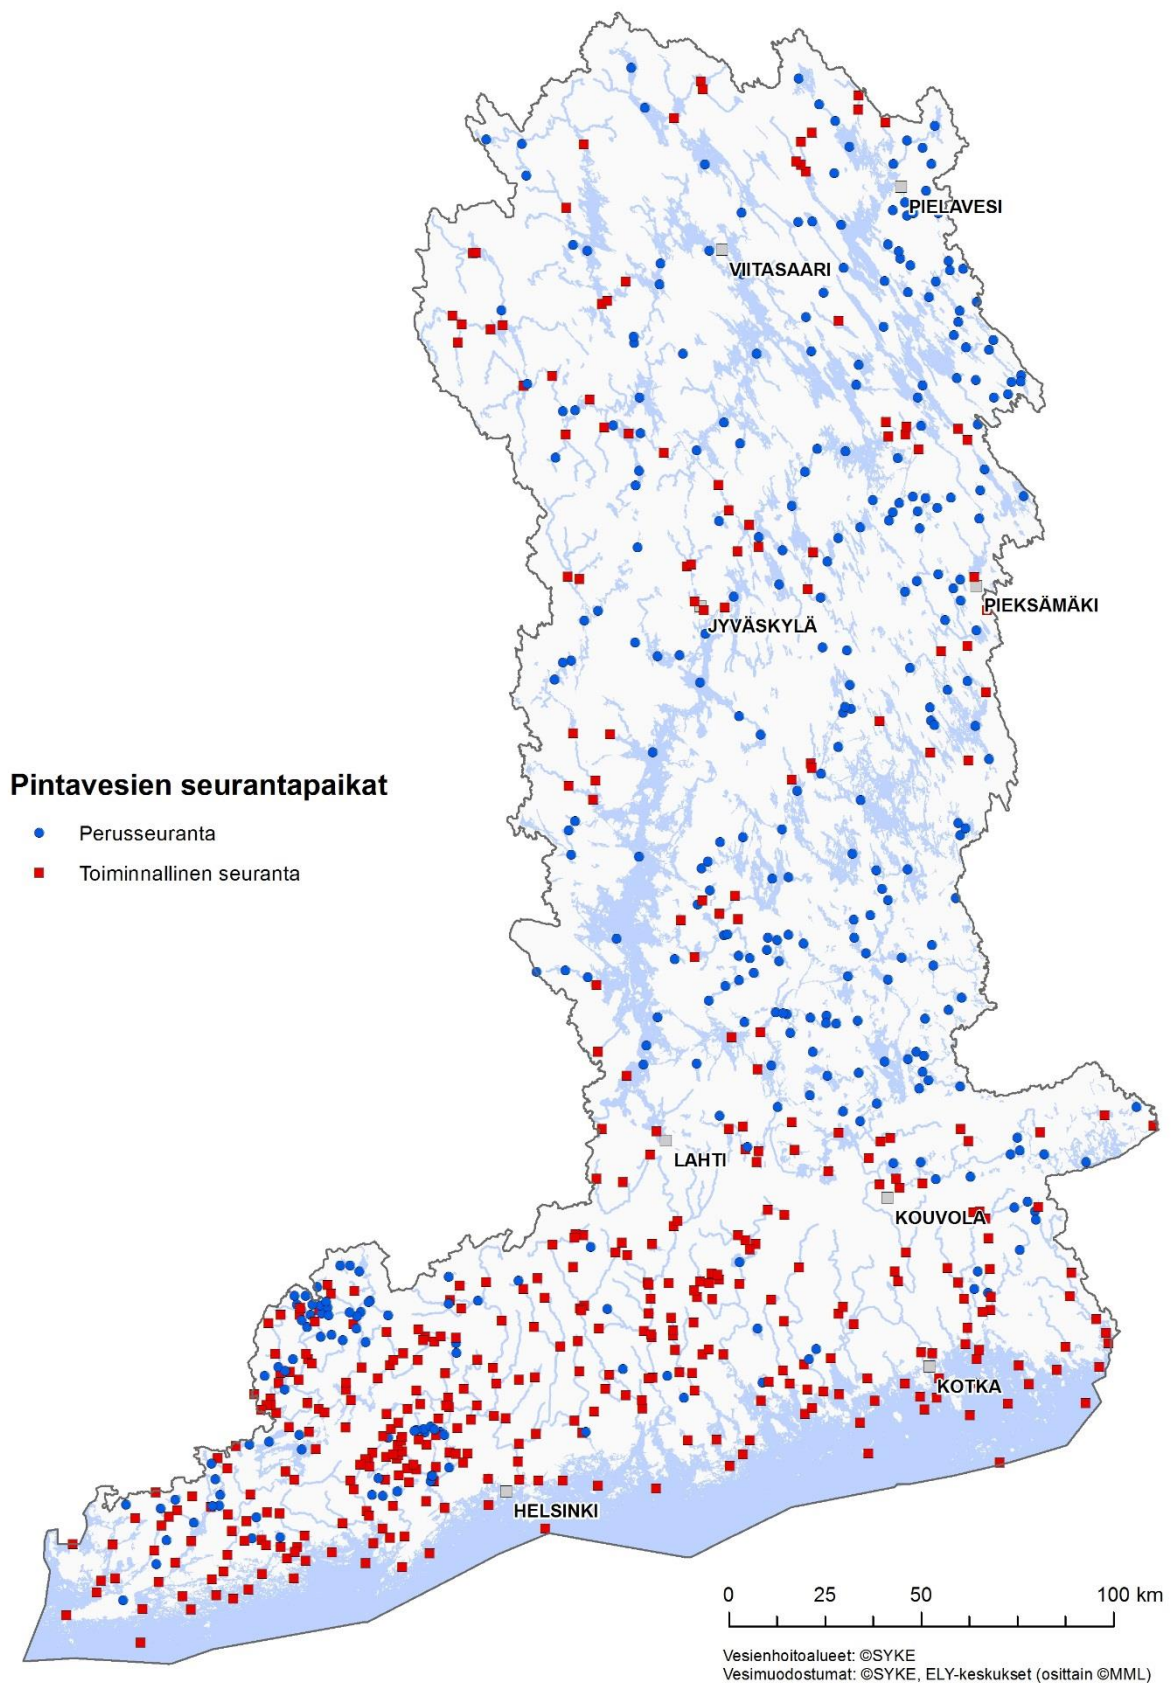 PIELAVESI
VIITASAARI
PIEKSÄMÄKI
JYVÄSKYLÄ
Pintavesien seurantapaikat
Perusseuranta
Toiminnallinen seuranta
LAHTI
KOUVOLA
KOTKA
HELSINKI
0 25 50 100 km
Vesienhoitoalueet: ©SYKE
Vesimuodostumat: ©SYKE, ELY-keskukset (osittain ©MML)